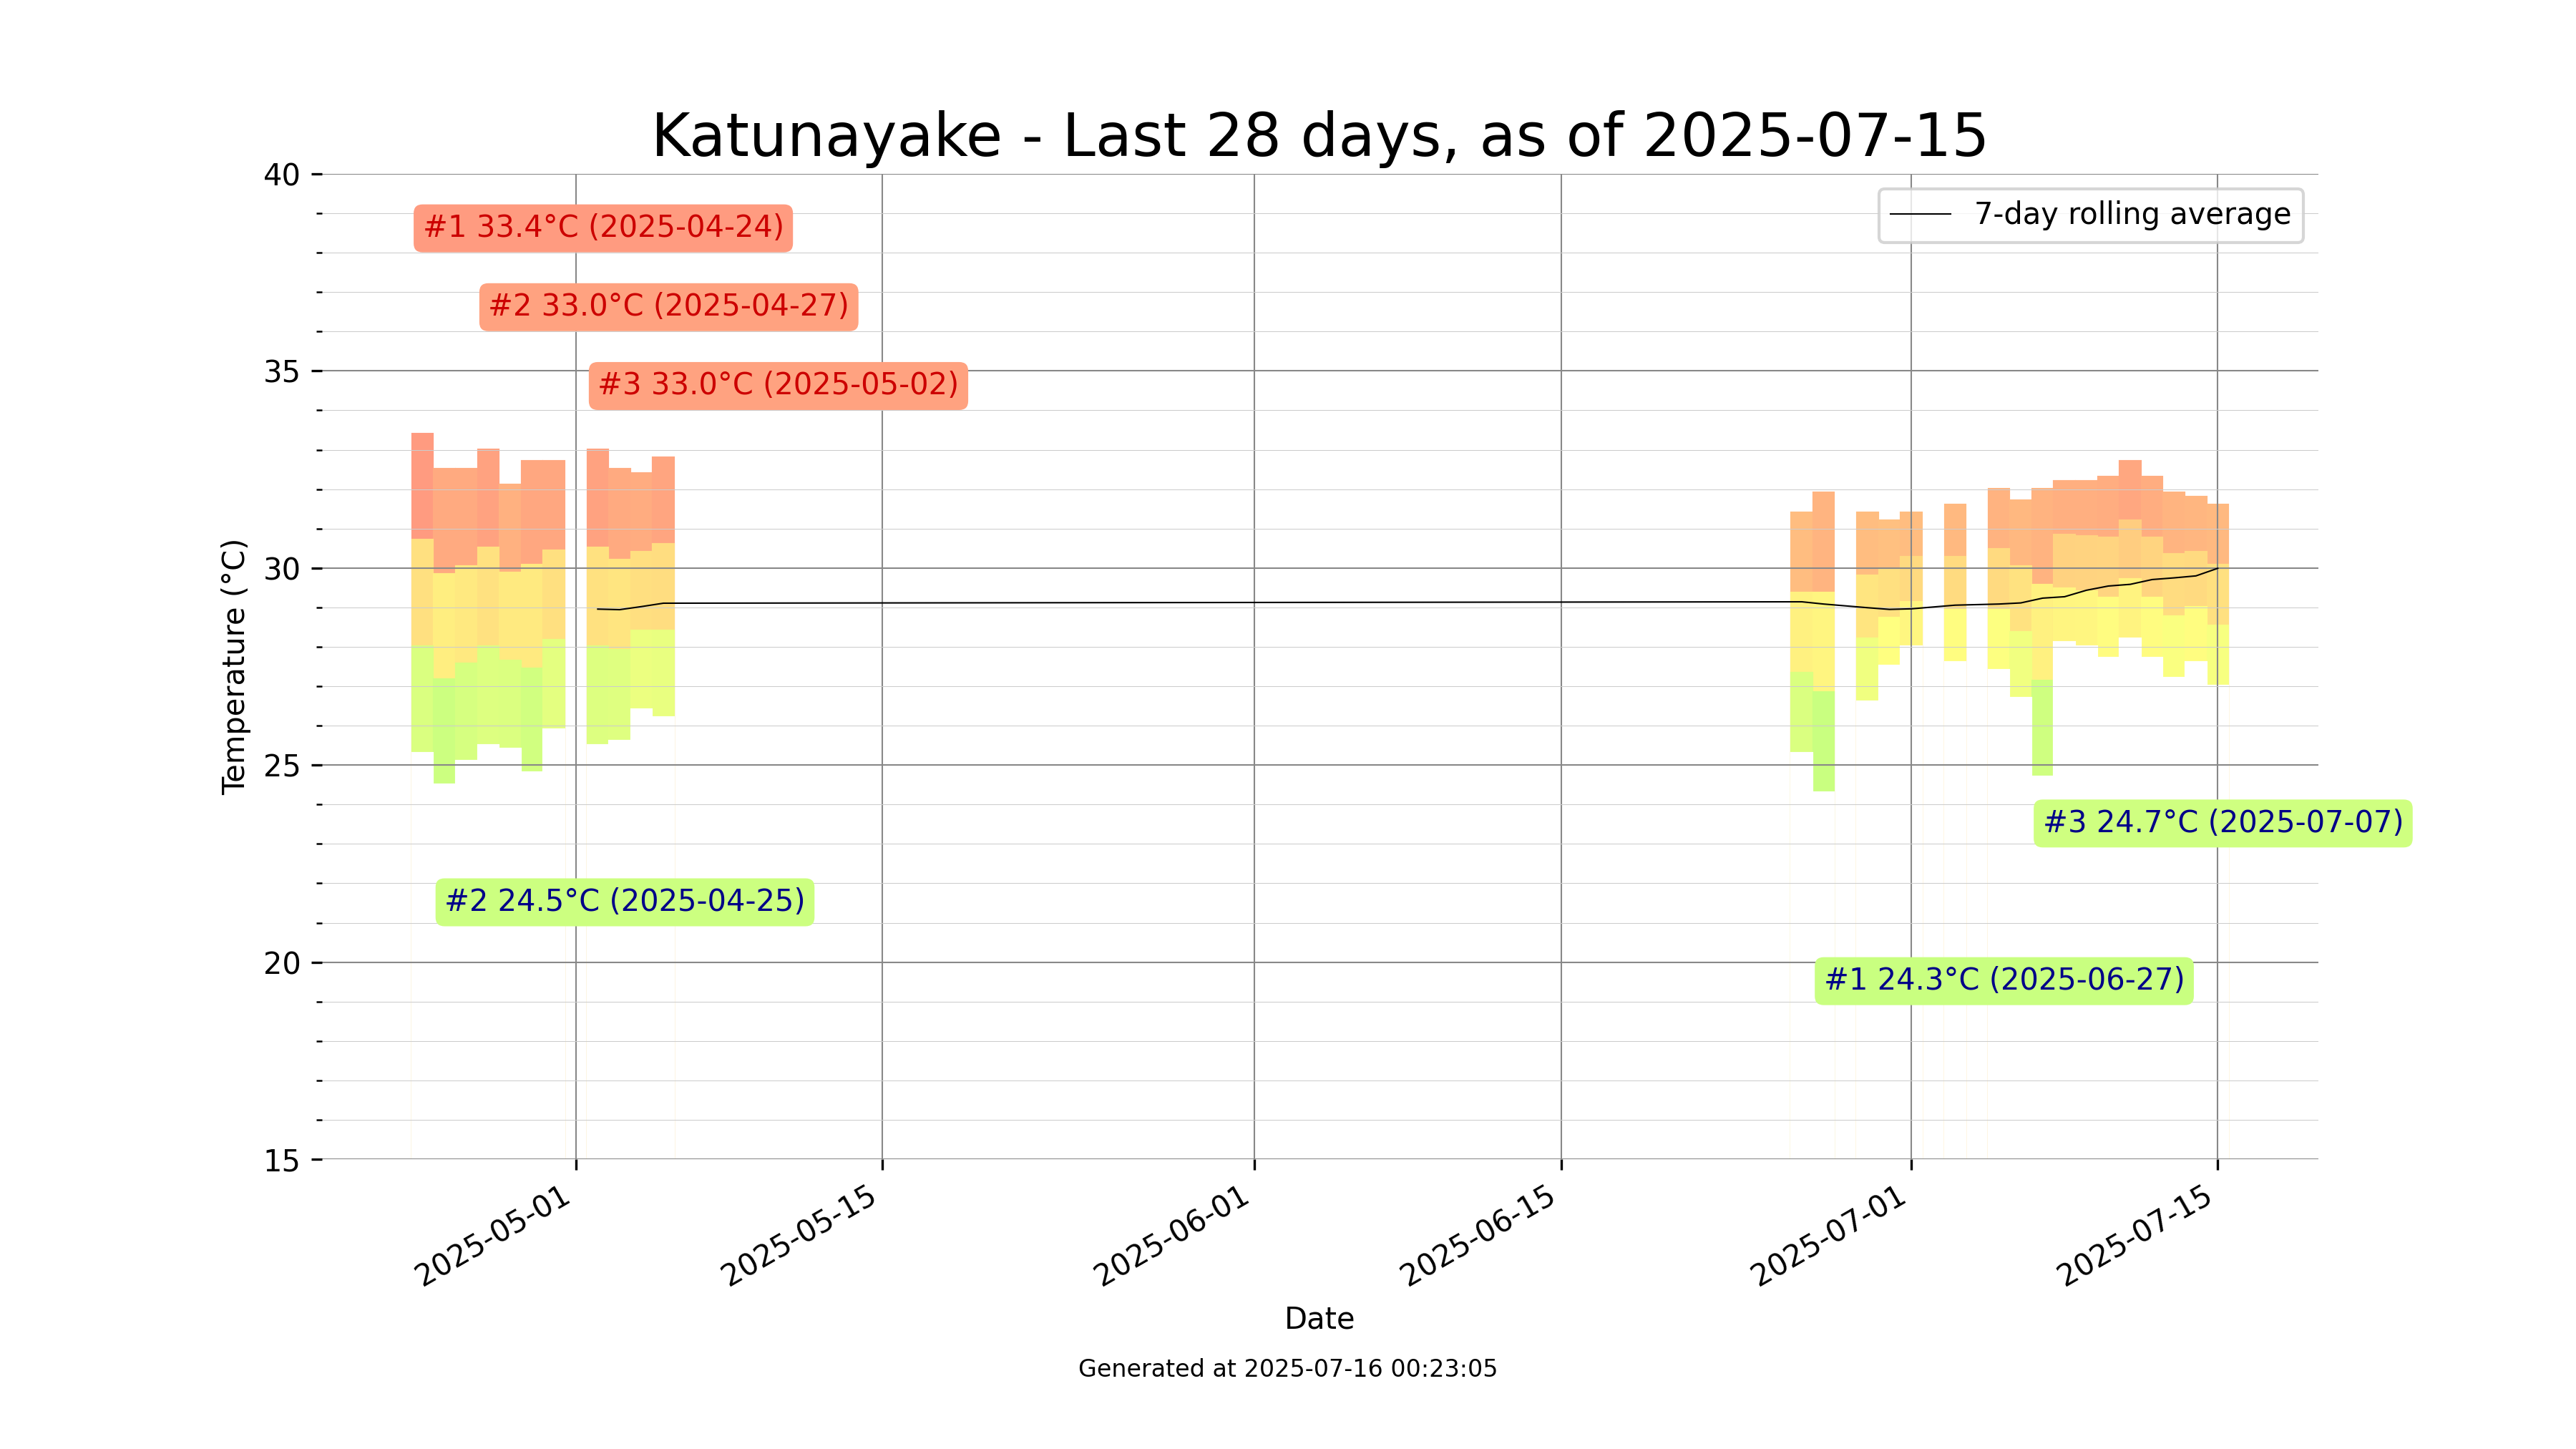 Katunayake - Last 28 days, as of 2025-07-15
40
35
30
25
20
15
Temperature (°C)
7-day rolling average
#1 33.4°C (2025-04-24)
#2 33.0°C (2025-04-27)
#3 33.0°C (2025-05-02)
#3 24.7°C (2025-07-07)
#2 24.5°C (2025-04-25)
#1 24.3°C (2025-06-27)
2025-05-01
2025-05-15
2025-06-01
2025-06-15
2025-07-01
2025-07-15
Date
Generated at 2025-07-16 00:23:05